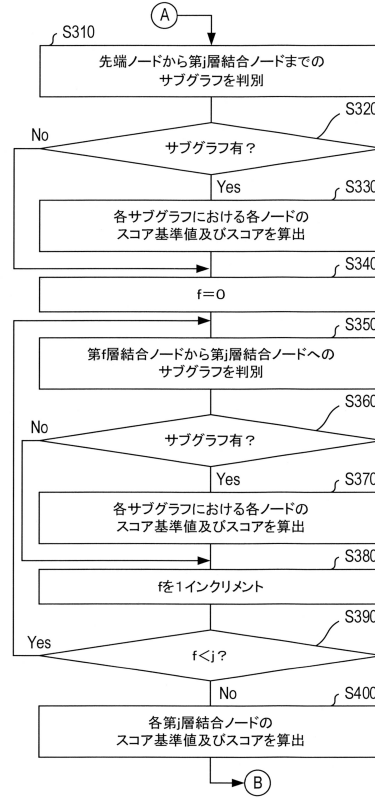 A
S310
先端ノードから第j層結合ノードまでの
サブグラフを判別
S320
No
サブグラフ有?
Yes
S330
各サブグラフにおける各ノードの
スコア基準値及びスコアを算出
S340
f=0
S350
第f層結合ノードから第j層結合ノードへの
サブグラフを判別
S360
No
サブグラフ有?
Yes
S370
各サブグラフにおける各ノードの
スコア基準値及びスコアを算出
S380
fを1インクリメント
S390
Yes
f<j?
No
S400
各第j層結合ノードの
スコア基準値及びスコアを算出
B